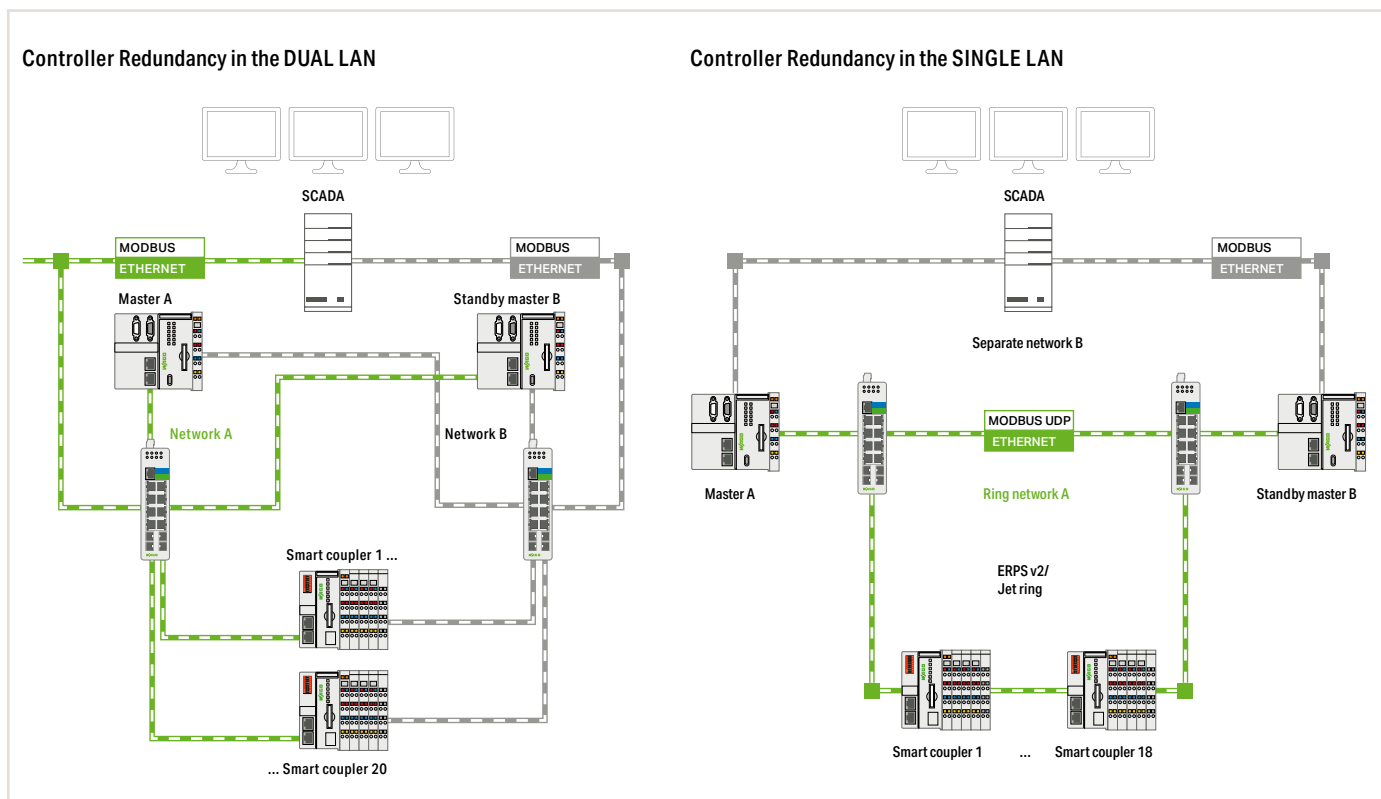 Controller Redundancy in the DUAL LAN
SCADA
MODBUS
ETHERNET
MODBUS
ETHERNET
Master A
Standby master B
Network A
Network B
Smart coupler 1 ...
... Smart coupler 20
Controller Redundancy in the SINGLE LAN
SCADA
MODBUS
ETHERNET
Separate network B
MODBUS UDP
ETHERNET
Master A
Ring network A
Standby master B
ERPS v2/
Jet ring
Smart coupler 1 ... Smart coupler 18